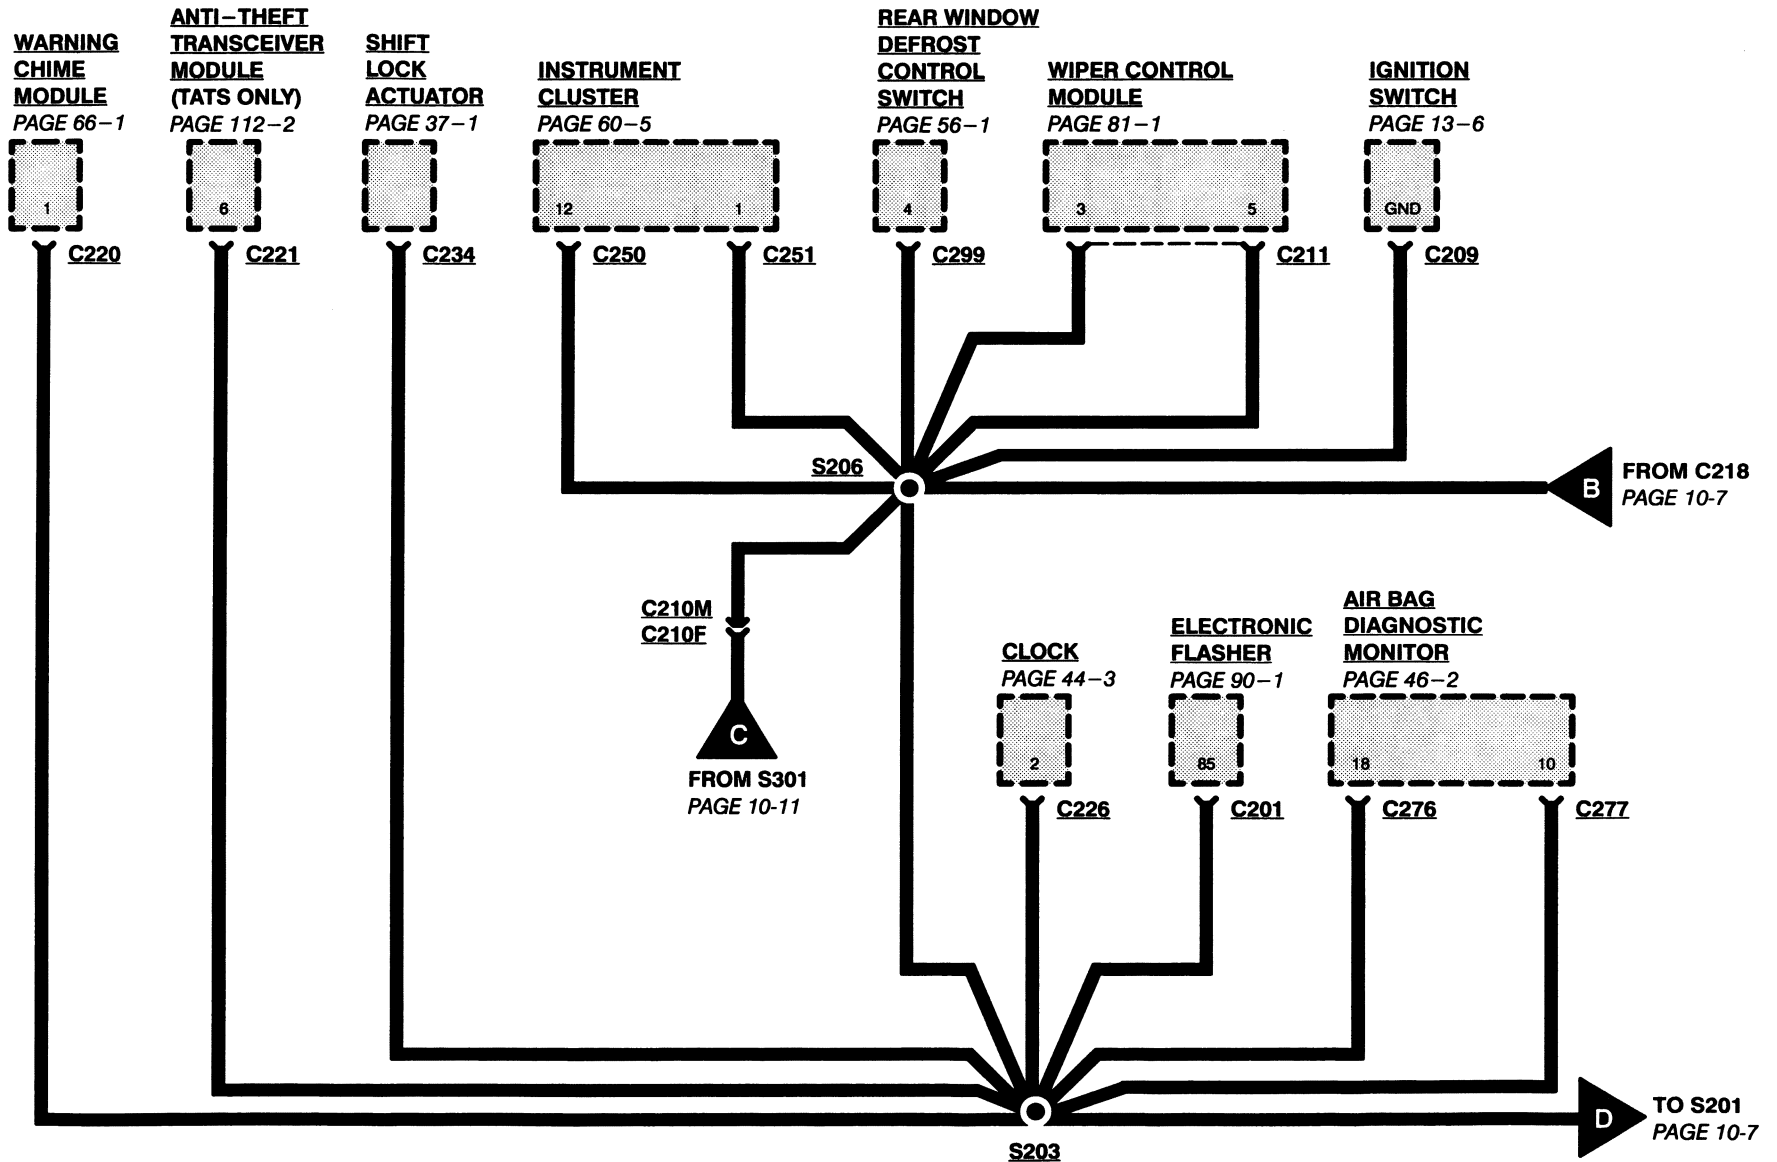 WARNING
CHIME
MODULE
PAGE 66-1
1
C220
ANTI-THEFT
TRANSCEIVER
MODULE
(TATS ONLY)
PAGE 112-2
6
C221
SHIFT
LOCK
ACTUATOR
PAGE 37-1
C234
INSTRUMENT
CLUSTER
PAGE 60-5
12
1
C250
C251
REAR WINDOW
DEFROST
CONTROL
SWITCH
PAGE 56-1
4
C299
WIPER CONTROL
MODULE
PAGE 81-1
3
5
C211
IGNITION
SWITCH
PAGE 13-6
GND
C209
S206
B
FROM C218
PAGE 10-7
C210M
C210F
C
FROM S301
PAGE 10-11
CLOCK
PAGE 44-3
2
C226
ELECTRONIC
FLASHER
PAGE 90-1
85
C201
AIR BAG
DIAGNOSTIC
MONITOR
PAGE 46-2
18
10
C276
C277
S203
D
TO S201
PAGE 10-7